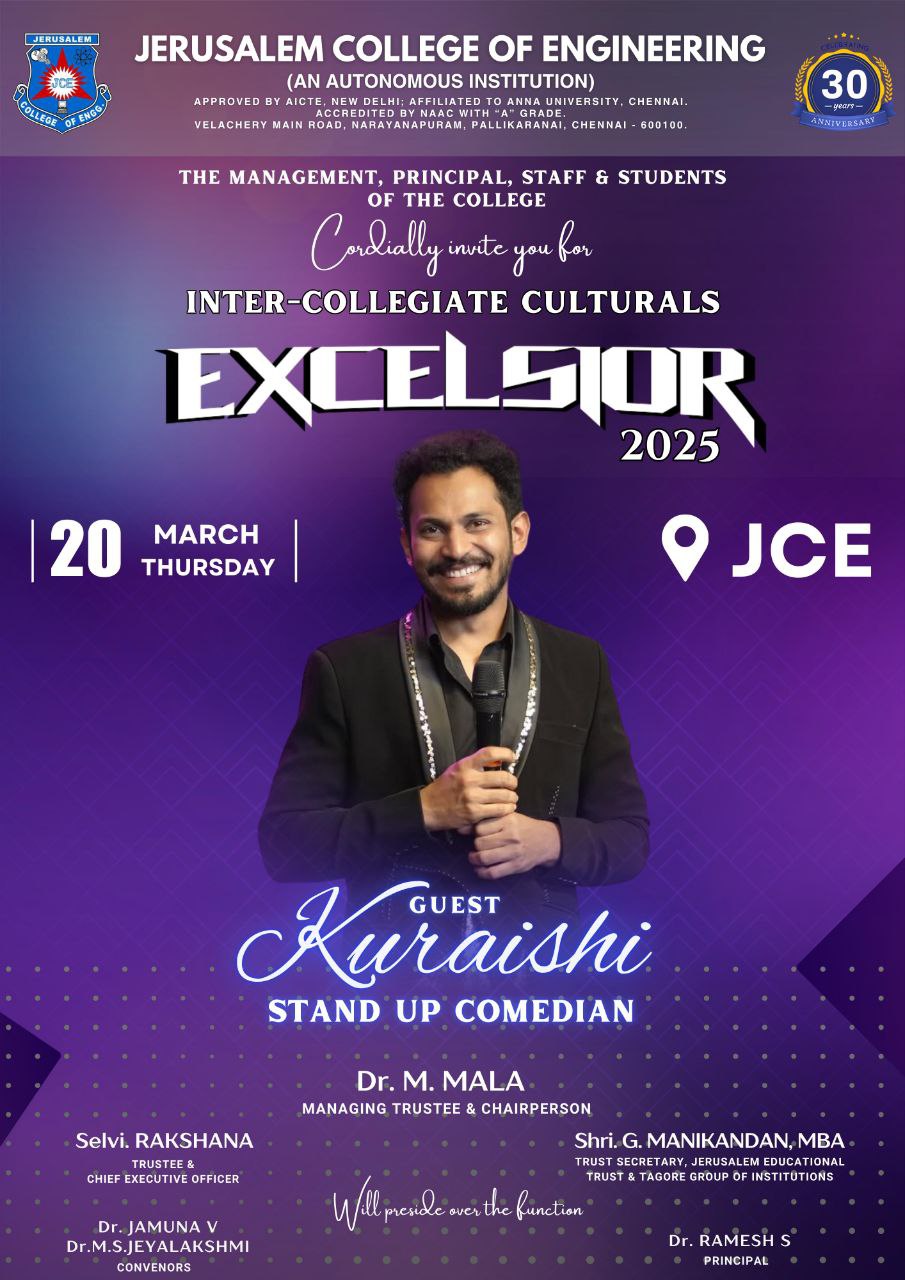 JERUSALEM
JCE
COLLEGE OF ENGG.
JERUSALEM COLLEGE OF ENGINEERING
(AN AUTONOMOUS INSTITUTION)
APPROVED BY AICTE, NEW DELHI; AFFILIATED TO ANNA UNIVERSITY, CHENNAI.
ACCREDITED BY NAAC WITH "A" GRADE.
VELACHERY MAIN ROAD, NARAYANAPURAM, PALLIKARANAI, CHENNAI - 600100.
CELEBRATING
30
years
ANNIVERSARY
THE MANAGEMENT, PRINCIPAL, STAFF & STUDENTS
OF THE COLLEGE
Cordially invite you for
INTER-COLLEGIATE CULTURALS
EXCELSIOR
2025
20 MARCH
THURSDAY
JCE
GUEST
Kuraishi
STAND UP COMEDIAN
Dr. M. MALA
MANAGING TRUSTEE & CHAIRPERSON
Selvi. RAKSHANA
TRUSTEE &
CHIEF EXECUTIVE OFFICER
Shri. G. MANIKANDAN, MBA
TRUST SECRETARY, JERUSALEM EDUCATIONAL
TRUST & TAGORE GROUP OF INSTITUTIONS
Will preside over the function
Dr. JAMUNA V
Dr.M.S.JEYALAKSHMI
CONVENORS
Dr. RAMESH S
PRINCIPAL